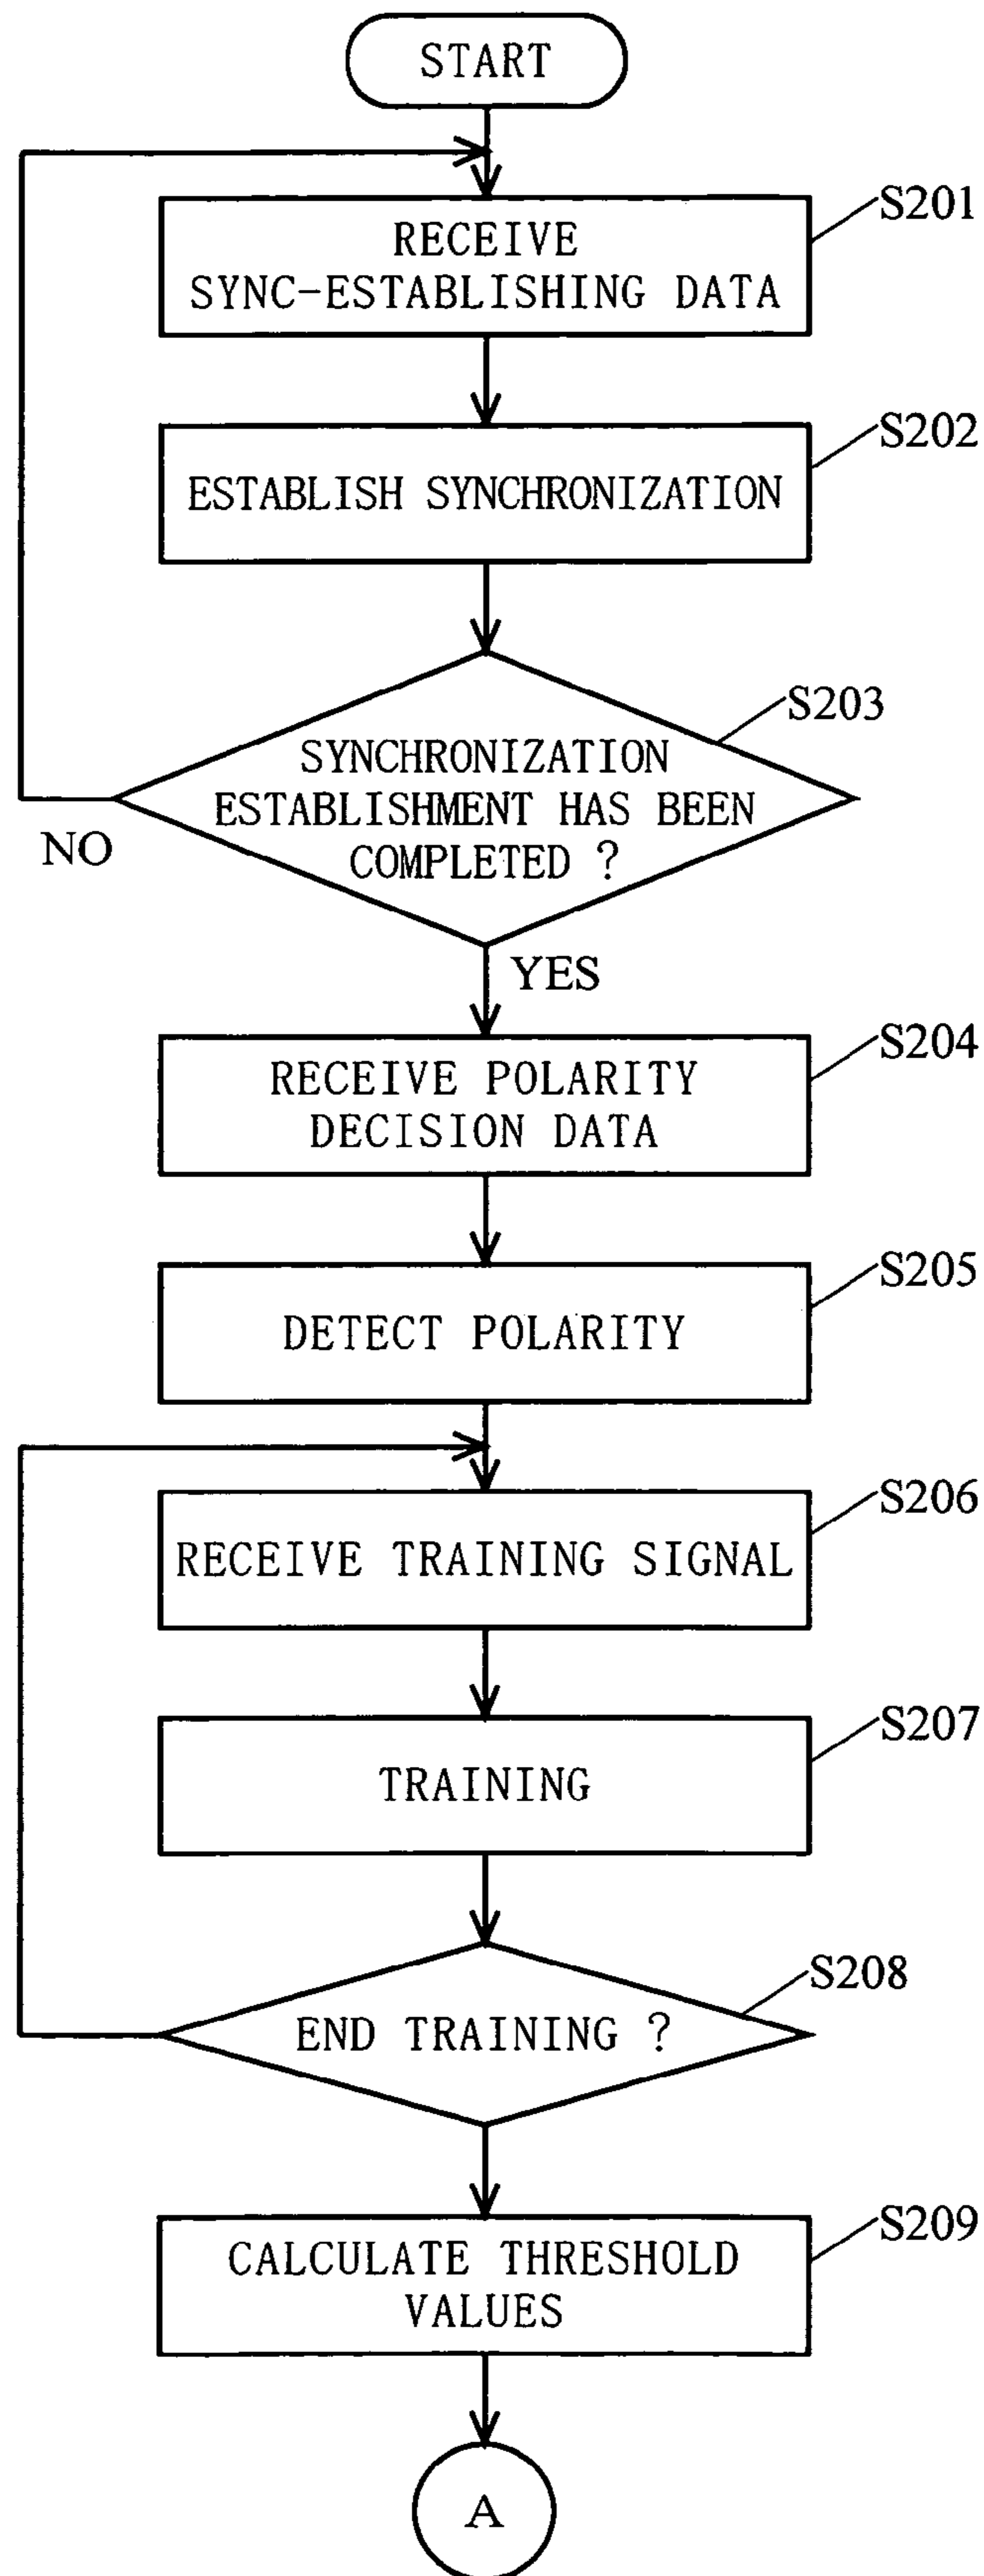 START
S201
RECEIVE
SYNC-ESTABLISHING DATA
S202
ESTABLISH SYNCHRONIZATION
S203
SYNCHRONIZATION
ESTABLISHMENT HAS BEEN
COMPLETED ?
NO
YES
S204
RECEIVE POLARITY
DECISION DATA
S205
DETECT POLARITY
S206
RECEIVE TRAINING SIGNAL
S207
TRAINING
S208
END TRAINING ?
S209
CALCULATE THRESHOLD
VALUES
A